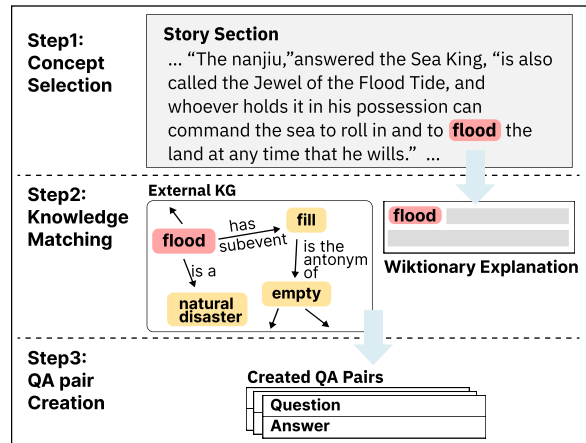 Step1:
Concept
Selection
Story Section
... “The nanjiu,”answered the Sea King, “is also
called the Jewel of the Flood Tide, and
whoever holds it in his possession can
command the sea to roll in and to flood the
land at any time that he wills.” ...
Step2:
Knowledge
Matching
External KG
flood
has
subevent
fill
is the
antonym
of
is a
natural
disaster
empty
flood
Wiktionary Explanation
Step3:
QA pair
Creation
Created QA Pairs
Question
Answer